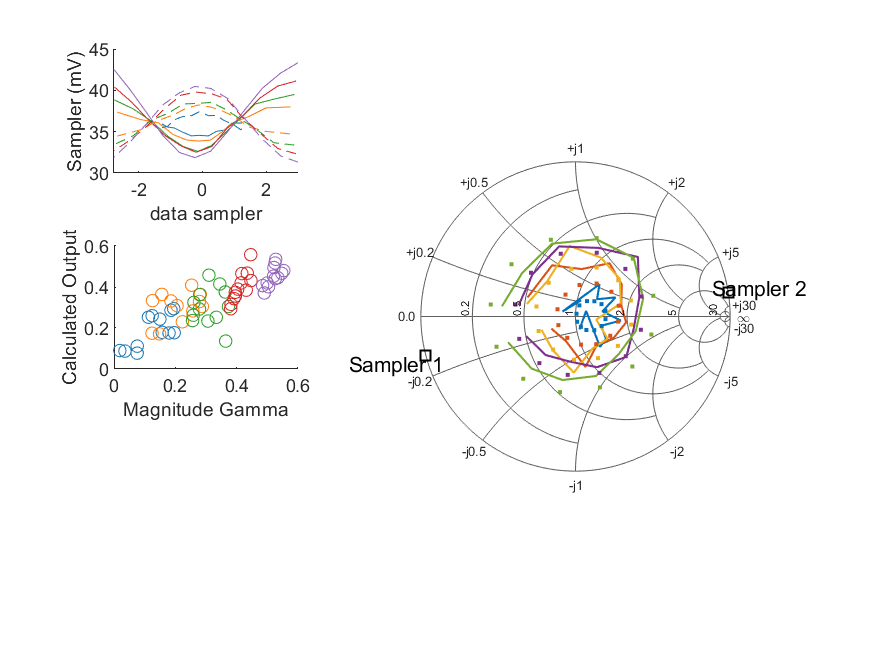 45
40
35
30
Sampler (mV)
-2
0
2
data sampler
0.6
0.4
0.2
0
Calculated Output
0
0.2
0.4
0.6
Magnitude Gamma
+j1
+j0.5
+j2
+j0.2
+j5
Sampler 2
+j30
0.0
0.2
0.5
1
2
5
30
∞
-j30
Sampler 1
-j0.2
-j5
-j0.5
-j2
-j1